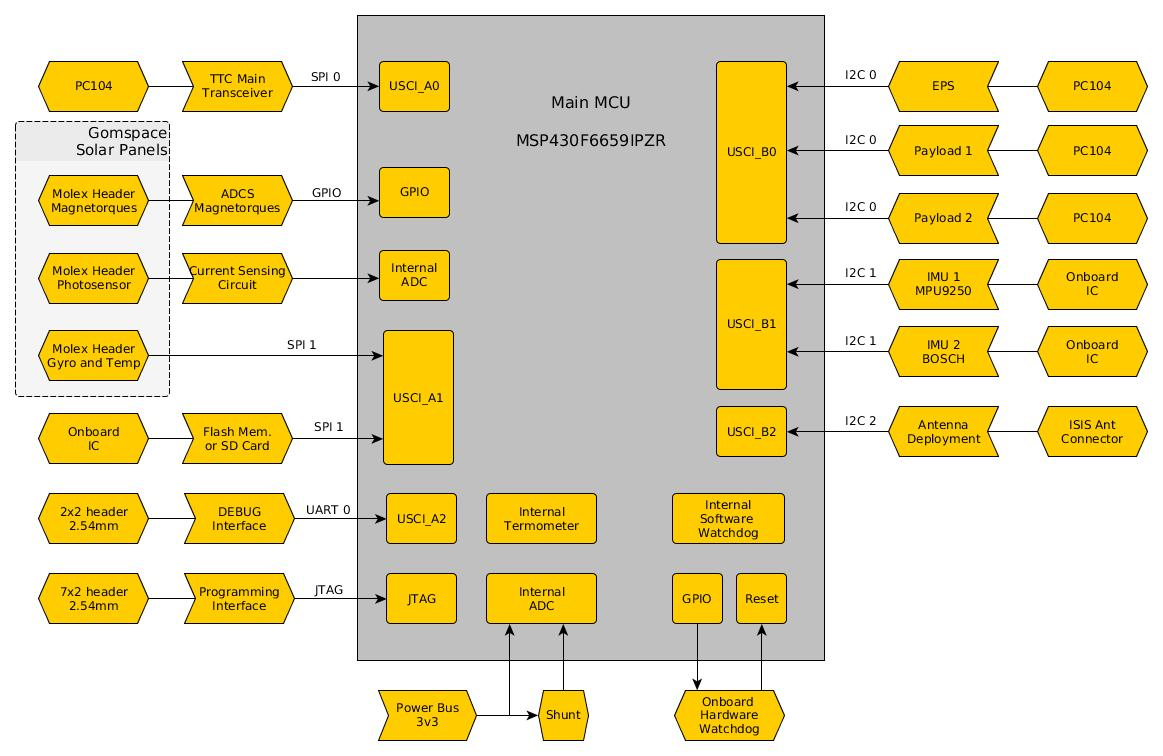 PC104
TTC Main
Transceiver
SPI 0
USCI_A0
Main MCU
MSP430F6659IPZR
USCI_B0
I2C 0
EPS
PC104
I2C 0
Payload 1
PC104
I2C 0
Payload 2
PC104
Gomspace
Solar Panels
Molex Header
Magnetorques
ADCS
Magnetorques
GPIO
GPIO
Molex Header
Photosensor
Current Sensing
Circuit
Internal
ADC
USCI_B1
I2C 1
IMU 1
MPU9250
Onboard
IC
I2C 1
IMU 2
BOSCH
Onboard
IC
Molex Header
Gyro and Temp
SPI 1
USCI_A1
Onboard
IC
Flash Mem.
or SD Card
SPI 1
USCI_B2
I2C 2
Antenna
Deployment
ISIS Ant
Connector
2x2 header
2.54mm
DEBUG
Interface
UART 0
USCI_A2
Internal
Termometer
Internal
Software
Watchdog
7x2 header
2.54mm
Programming
Interface
JTAG
JTAG
Internal
ADC
GPIO
Reset
Power Bus
3v3
Shunt
Onboard
Hardware
Watchdog